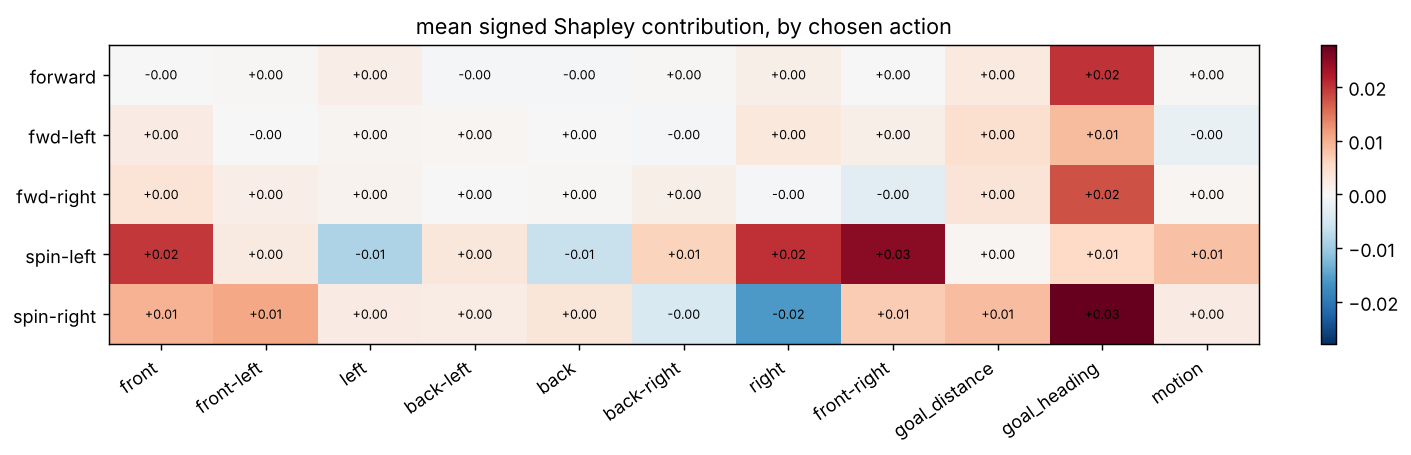 mean signed Shapley contribution, by chosen action
forward -0.00 +0.00 +0.00 -0.00 -0.00 +0.00 +0.00 +0.00 +0.00 +0.02 +0.00
fwd-left +0.00 -0.00 +0.00 +0.00 +0.00 -0.00 +0.00 +0.00 +0.00 +0.01 -0.00
fwd-right +0.00 +0.00 +0.00 +0.00 +0.00 +0.00 -0.00 -0.00 +0.00 +0.02 +0.00
spin-left +0.02 +0.00 -0.01 +0.00 -0.01 +0.01 +0.02 +0.03 +0.00 +0.01 +0.01
spin-right +0.01 +0.01 +0.00 +0.00 +0.00 -0.00 -0.02 +0.01 +0.01 +0.03 +0.00
front front-left left back-left back back-right right front-right goal_distance goal_heading motion
0.02
0.01
0.00
−0.01
−0.02